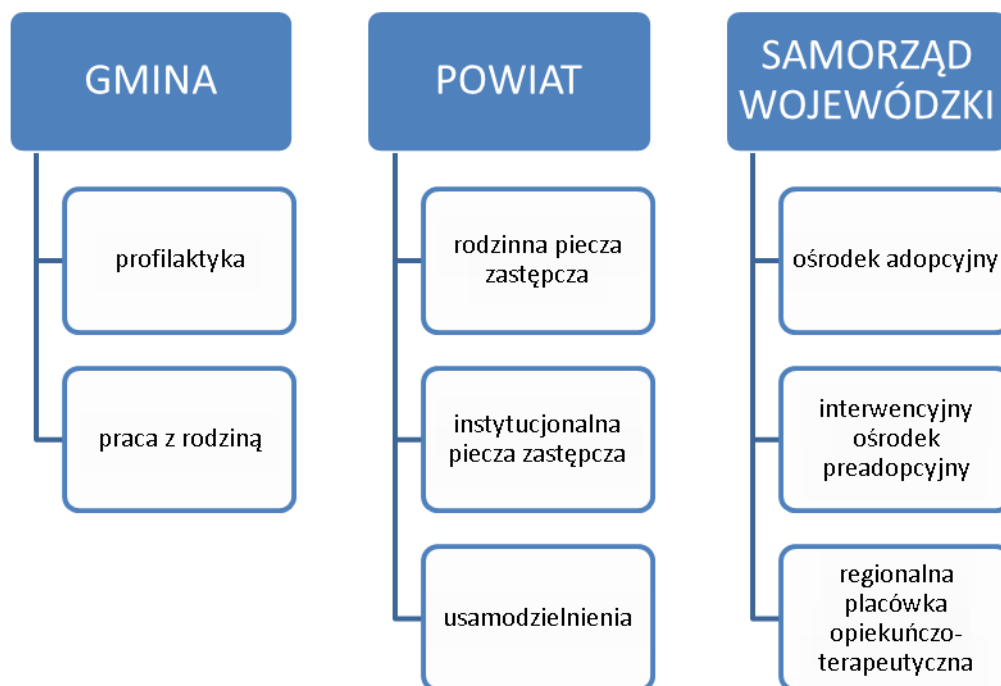 GMINA
profilaktyka
praca z rodziną
POWIAT
rodzinna piecza
zastępcza
instytucjonalna
piecza zastępcza
usamodzielnienia
SAMORZĄD
WOJEWÓDZKI
ośrodek adopcyjny
interwencyjny
ośrodek
preadopcyjny
regionalna
placówka
opiekuńczo-
terapeutyczna